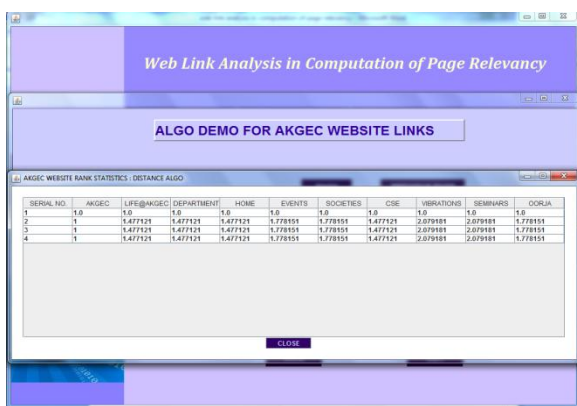 Web Link Analysis in Computation of Page Relevancy
ALGO DEMO FOR AKGEC WEBSITE LINKS
AKGEC WEBSITE RANK STATISTICS : DISTANCE ALGO
SERIAL NO. AKGEC LIFE@AKGEC DEPARTMENT HOME EVENTS SOCIETIES CSE VIBRATIONS SEMINARS OORJA
1 1.0 1.0 1.0 1.0 1.0 1.0 1.0 1.0 1.0 1.0
2 1 1.477121 1.477121 1.477121 1.778151 1.778151 1.477121 2.079181 2.079181 1.778151
3 1 1.477121 1.477121 1.477121 1.778151 1.778151 1.477121 2.079181 2.079181 1.778151
4 1 1.477121 1.477121 1.477121 1.778151 1.778151 1.477121 2.079181 2.079181 1.778151
CLOSE